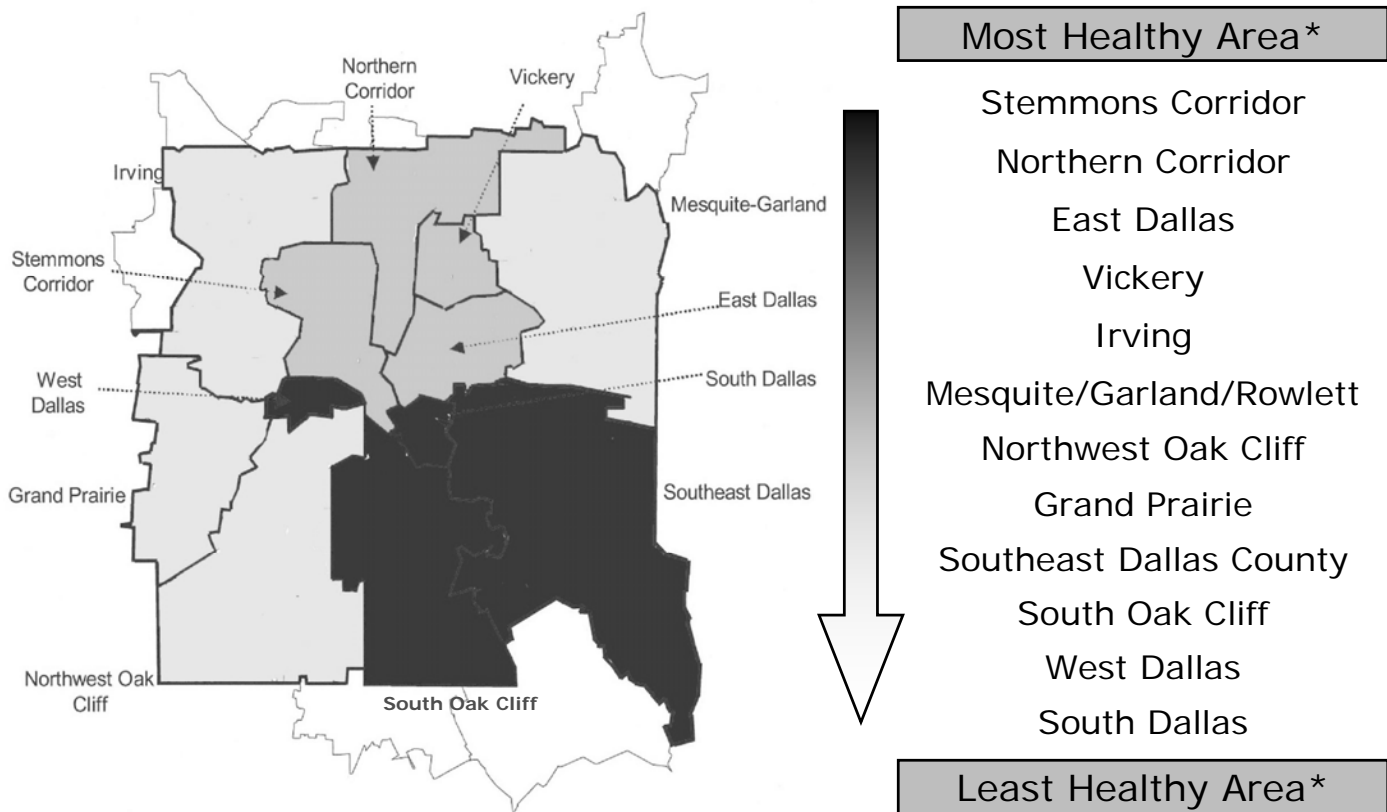 Northern
Corridor
Vickery
Irving
Mesquite-Garland
Stemmons
Corridor
East Dallas
West
Dallas
South Dallas
Grand Prairie
Southeast Dallas
Northwest Oak
Cliff
South Oak Cliff
Most Healthy Area*
Stemmons Corridor
Northern Corridor
East Dallas
Vickery
Irving
Mesquite/Garland/Rowlett
Northwest Oak Cliff
Grand Prairie
Southeast Dallas County
South Oak Cliff
West Dallas
South Dallas
Least Healthy Area*